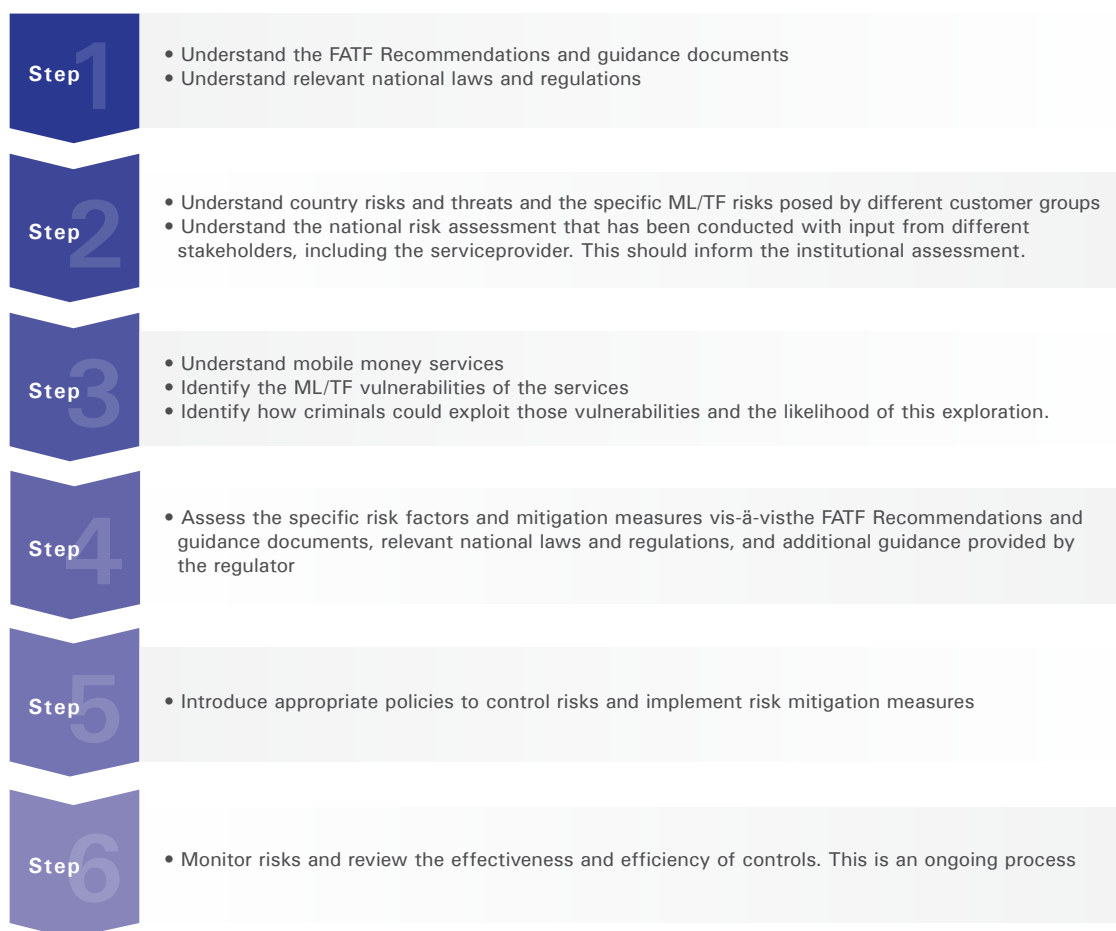 Step 1
• Understand the FATF Recommendations and guidance documents
• Understand relevant national laws and regulations
Step 2
• Understand country risks and threats and the specific ML/TF risks posed by different customer groups
• Understand the national risk assessment that has been conducted with input from different
stakeholders, including the serviceprovider. This should inform the institutional assessment.
Step 3
• Understand mobile money services
• Identify the ML/TF vulnerabilities of the services
• Identify how criminals could exploit those vulnerabilities and the likelihood of this exploration.
Step 4
• Assess the specific risk factors and mitigation measures vis-ä-visthe FATF Recommendations and
guidance documents, relevant national laws and regulations, and additional guidance provided by
the regulator
Step 5
• Introduce appropriate policies to control risks and implement risk mitigation measures
Step 6
• Monitor risks and review the effectiveness and efficiency of controls. This is an ongoing process